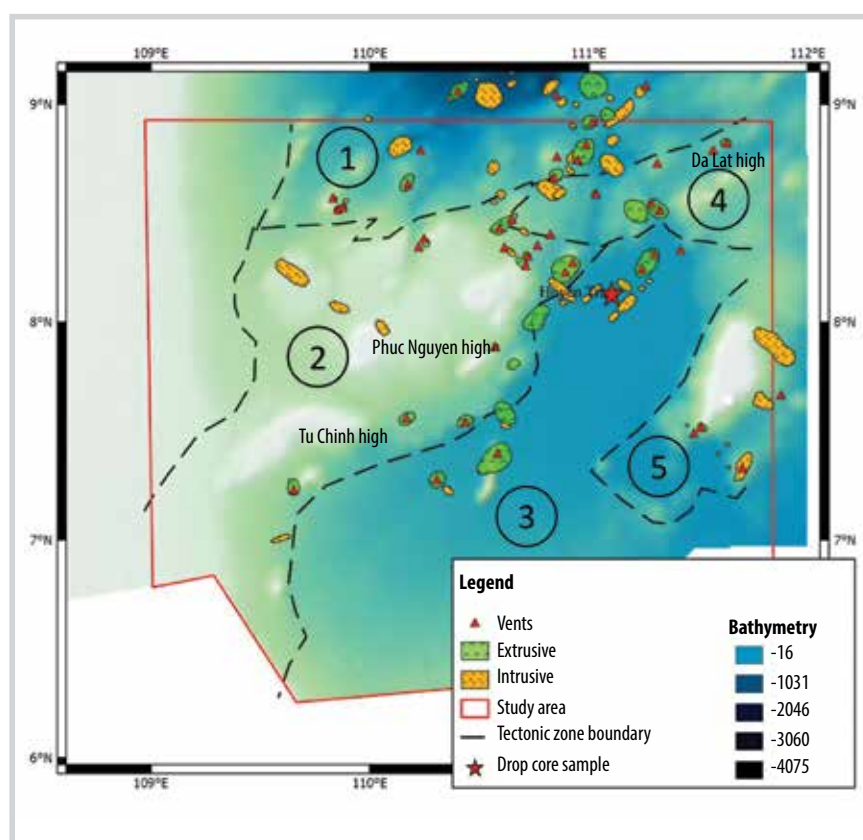 109°E 110°E 111°E 112°E
9°N 9°N
1
Da Lat high
4
8°N 8°N
2
Phuc Nguyen high
Tu Chinh high
5
3
7°N 7°N
Legend
Vents
Extrusive
Intrusive
Study area
Tectonic zone boundary
Drop core sample
Bathymetry
-16
-1031
-2046
-3060
-4075
6°N
109°E 110°E